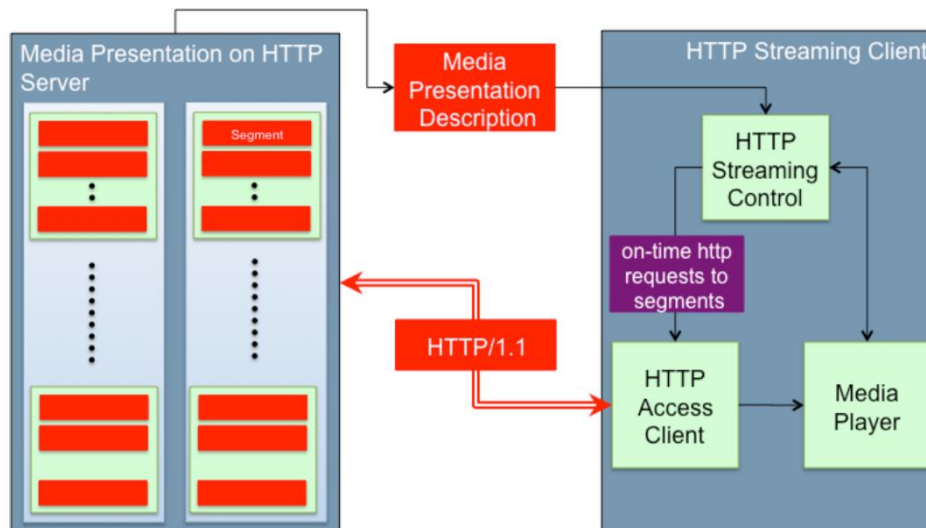 Media Presentation on HTTP
Server
Segment
Media
Presentation
Description
HTTP Streaming Client
HTTP
Streaming
Control
on-time http
requests to
segments
HTTP/1.1
HTTP
Access
Client
Media
Player